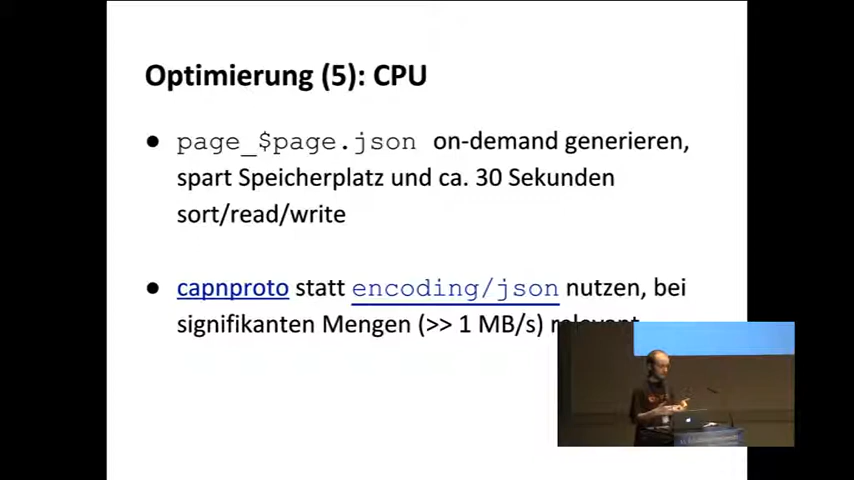 Optimierung (5): CPU
● page_$page.json on-demand generieren,
spart Speicherplatz und ca. 30 Sekunden
sort/read/write
● capnproto statt encoding/json nutzen, bei
signifikanten Mengen (>> 1 MB/s) relevant